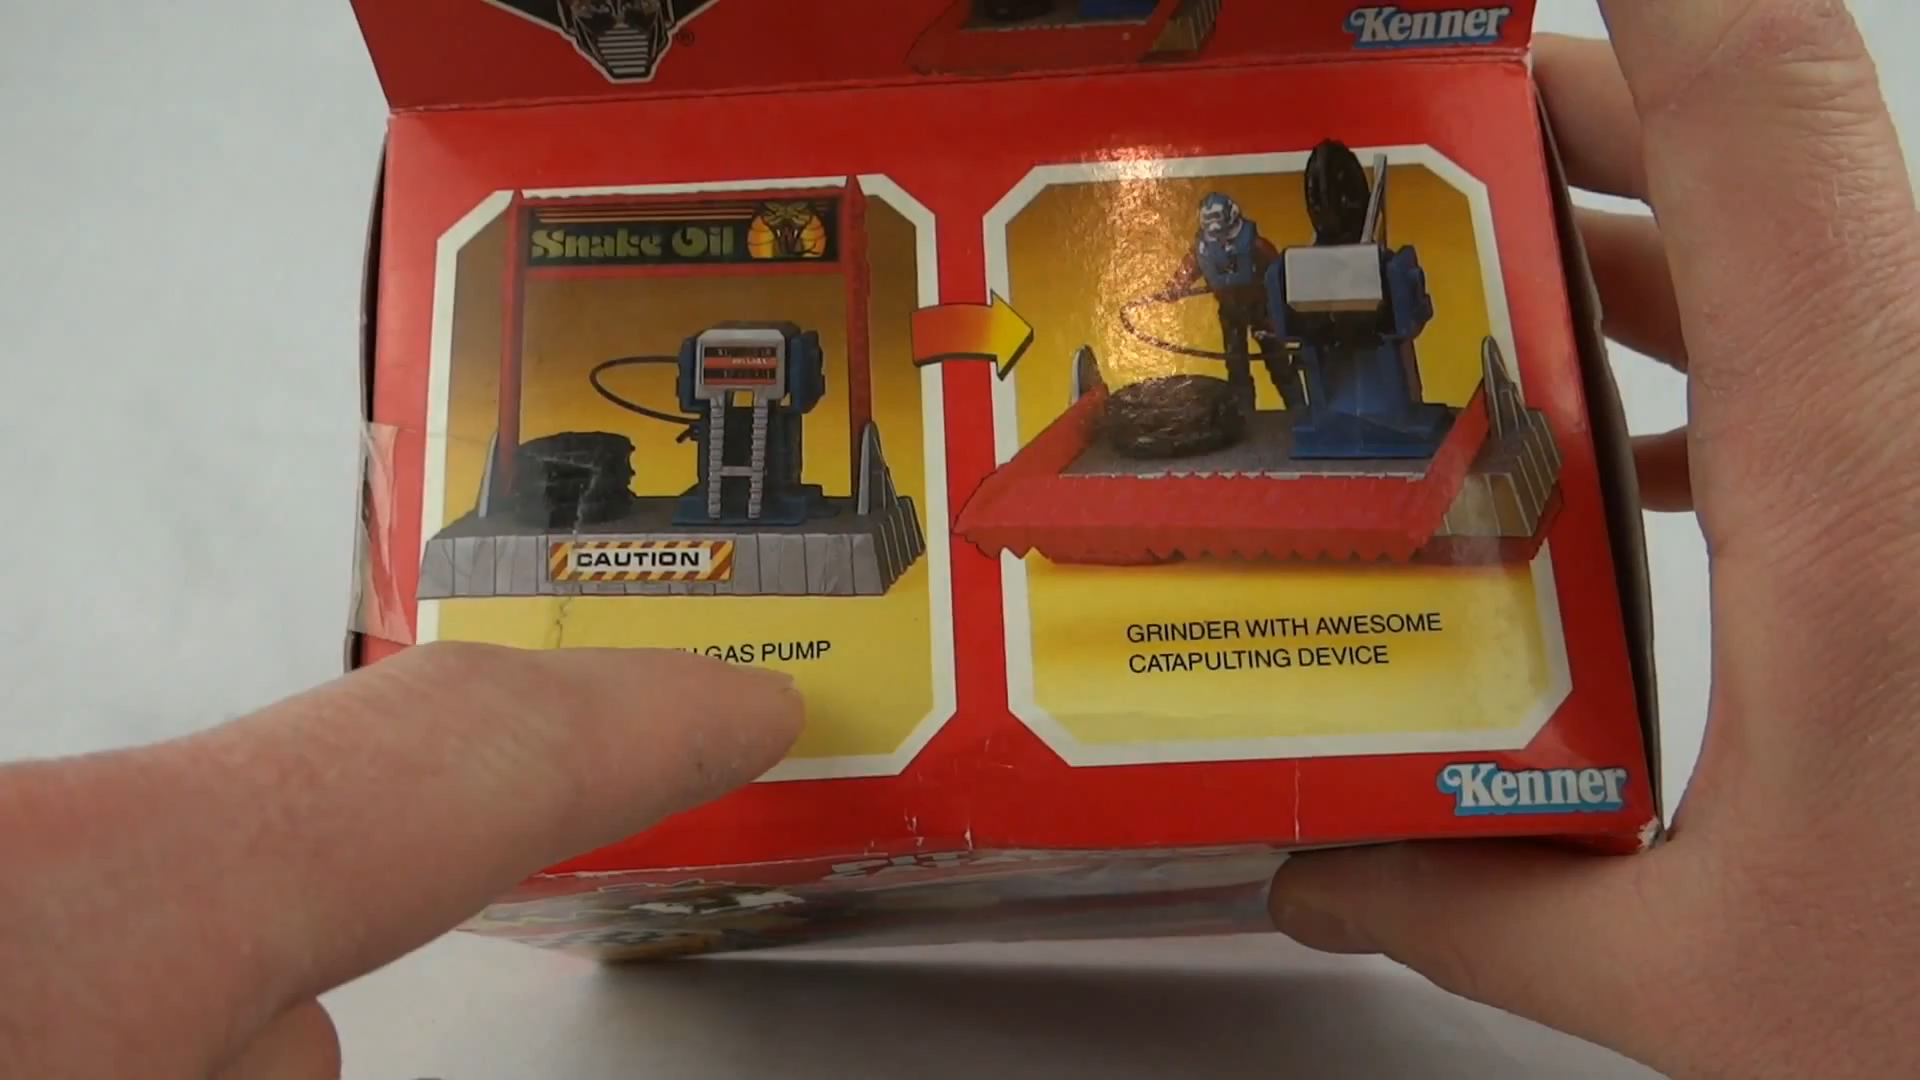 Kenner
Snake Oil
CAUTION
GAS PUMP
GRINDER WITH AWESOME
CATAPULTING DEVICE
Kenner